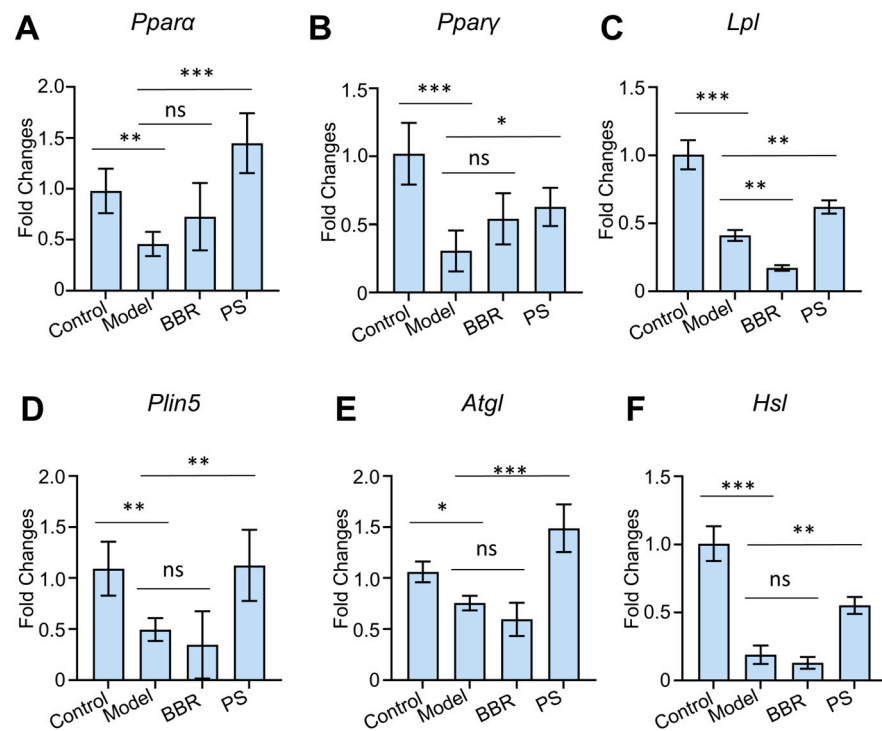 A
Pparα
Fold Changes
2.0
1.5
1.0
0.5
0
**
ns
***
Control
Model
BBR
PS
B
Pparγ
Fold Changes
1.5
1.0
0.5
0
***
*
ns
Control
Model
BBR
PS
C
Lpl
Fold Changes
1.5
1.0
0.5
0
***
**
**
Control
Model
BBR
PS
D
Plin5
Fold Changes
2.0
1.5
1.0
0.5
0
**
**
ns
Control
Model
BBR
PS
E
Atgl
Fold Changes
2.0
1.5
1.0
0.5
0
***
*
ns
Control
Model
BBR
PS
F
Hsl
Fold Changes
1.5
1.0
0.5
0
***
**
ns
Control
Model
BBR
PS